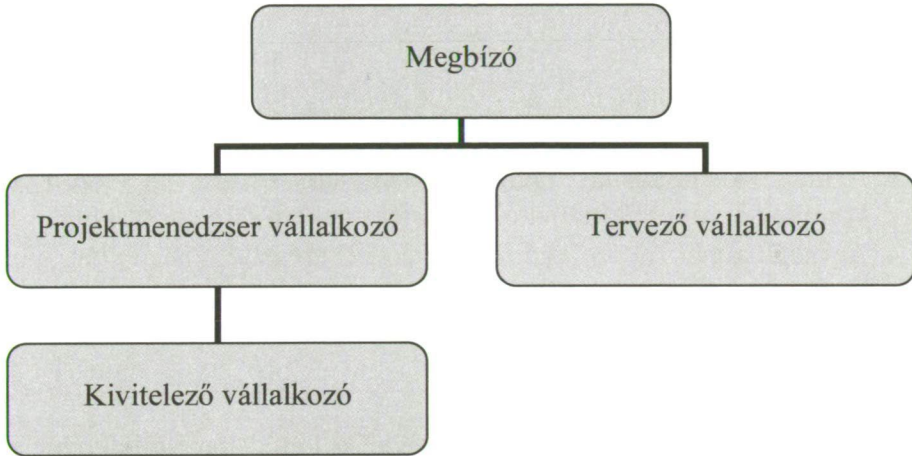 Megbízó
Projektmenedzser vállalkozó
Tervező vállalkozó
Kivitelező vállalkozó